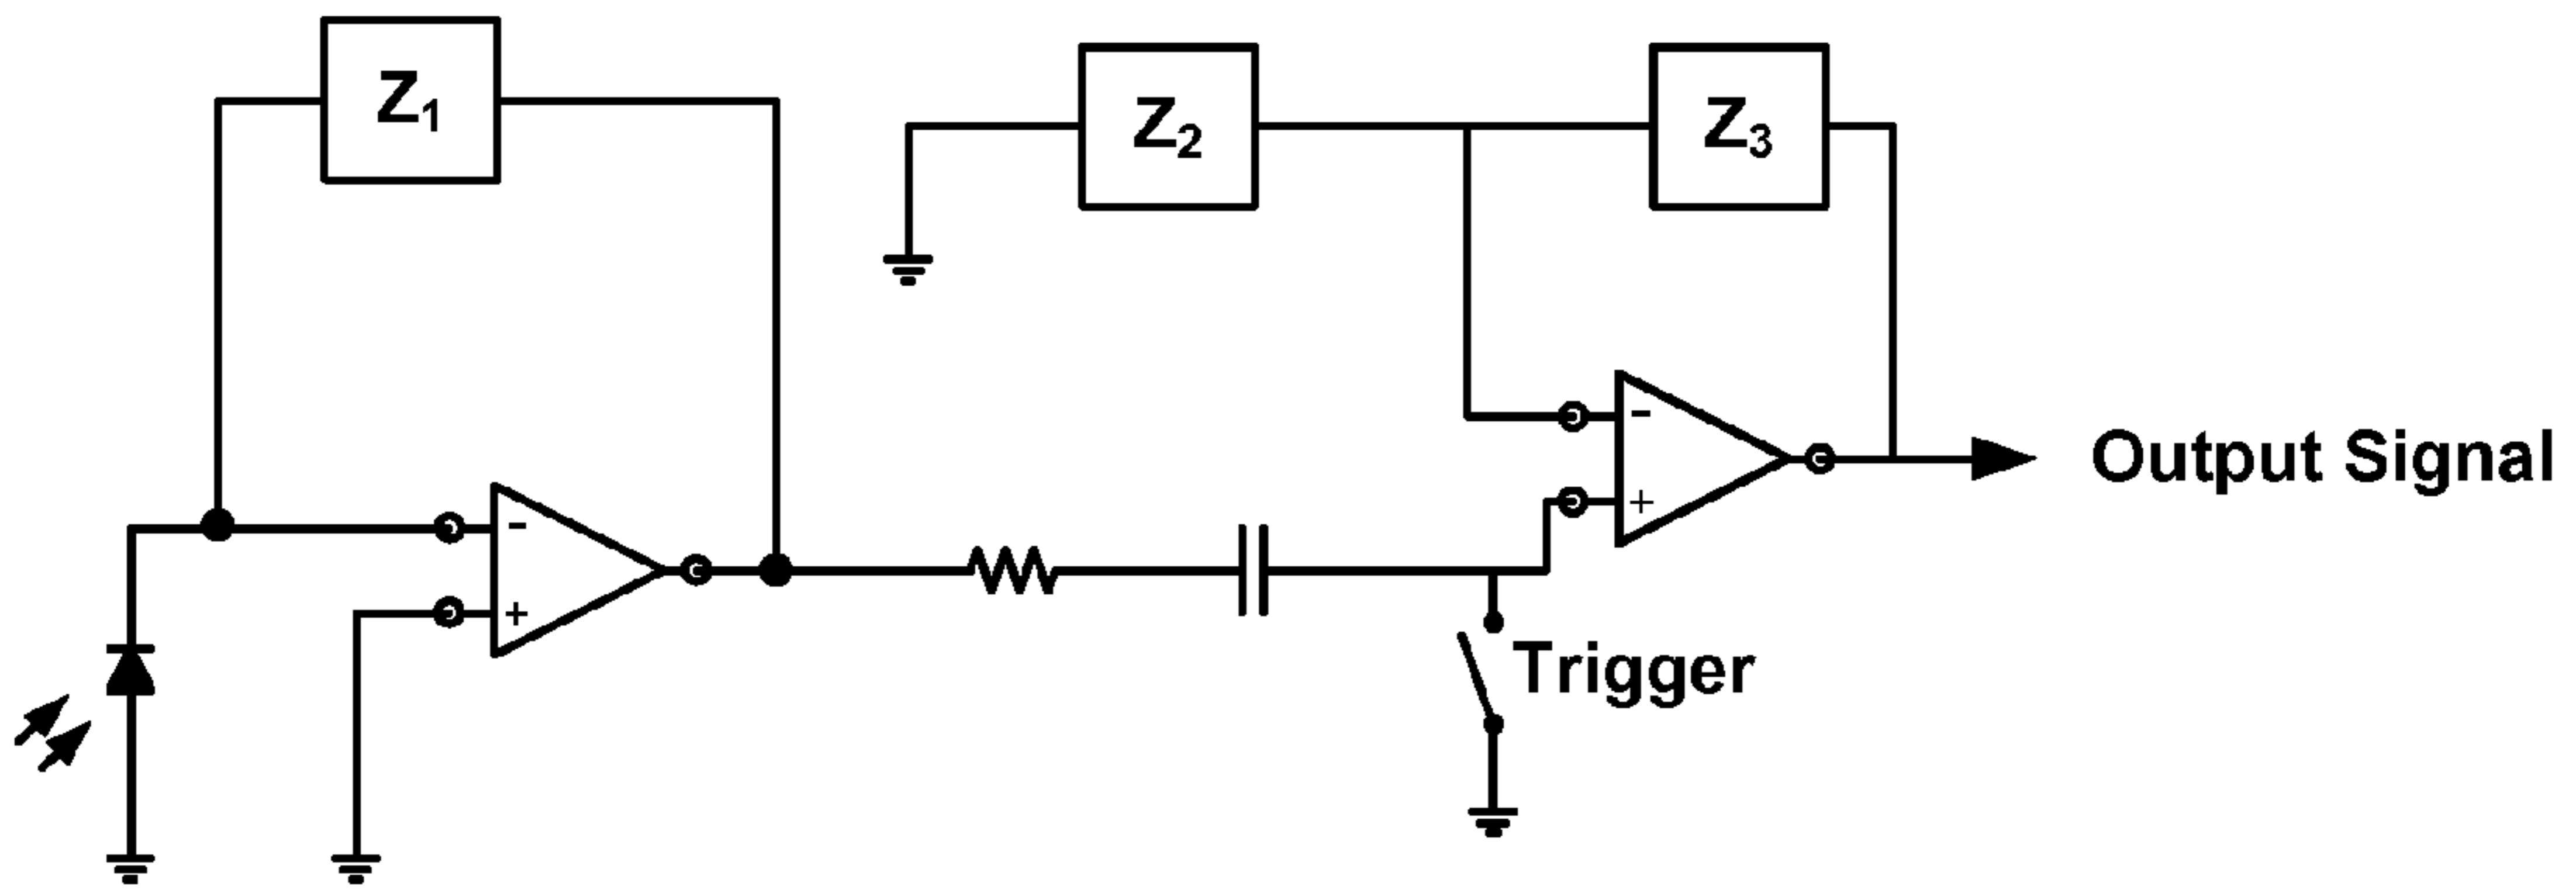 Z₁
Z₂
Z₃
-
+
-
+
Output Signal
Trigger